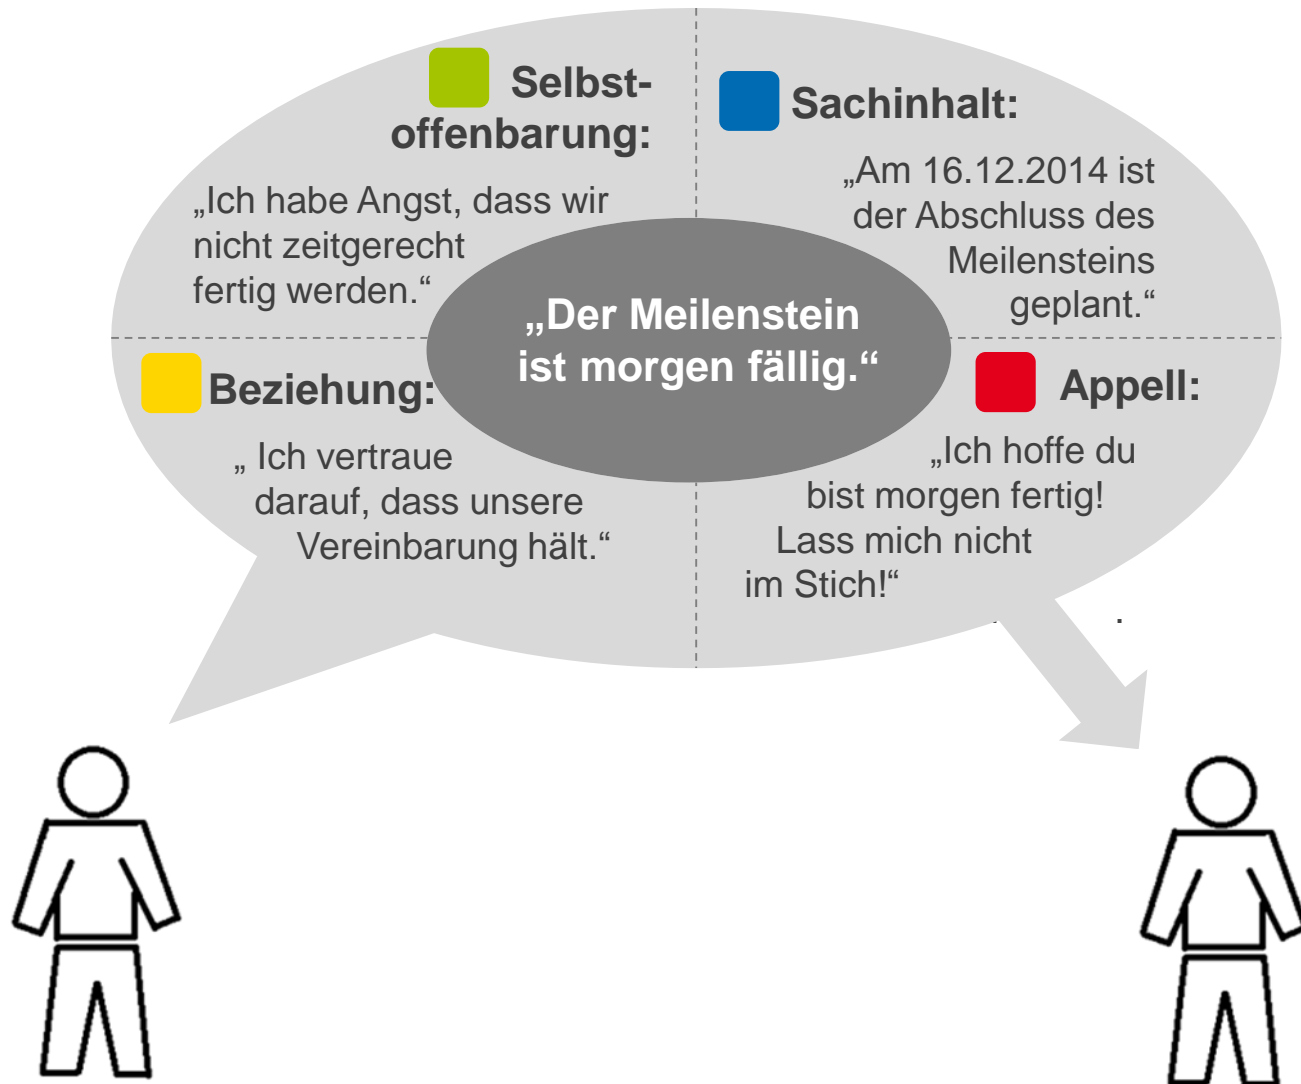 Selbst-
offenbarung:
„Ich habe Angst, dass wir
nicht zeitgerecht
fertig werden.“
Sachinhalt:
„Am 16.12.2014 ist
der Abschluss des
Meilensteins
geplant.“
„Der Meilenstein
ist morgen fällig.“
Beziehung:
„ Ich vertraue
darauf, dass unsere
Vereinbarung hält.“
Appell:
„Ich hoffe du
bist morgen fertig!
Lass mich nicht
im Stich!“